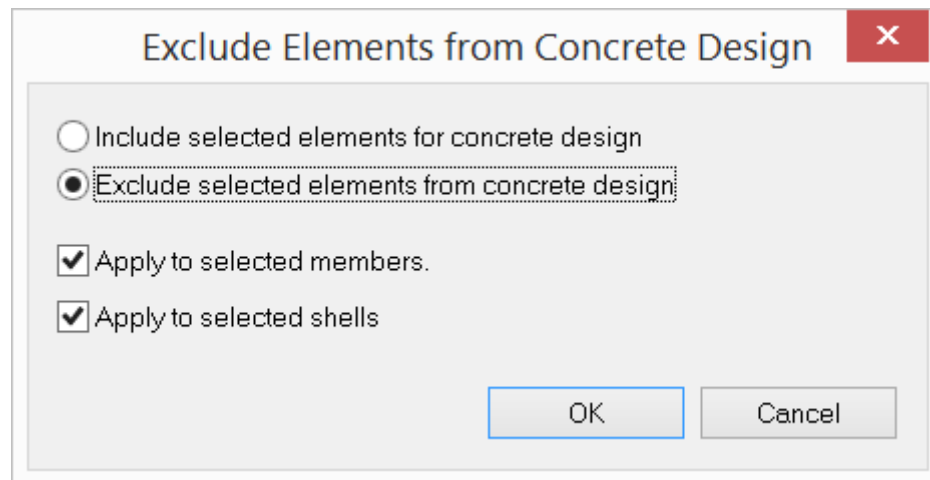 Exclude Elements from Concrete Design
Include selected elements for concrete design
Exclude selected elements from concrete design
Apply to selected members.
Apply to selected shells
OK
Cancel